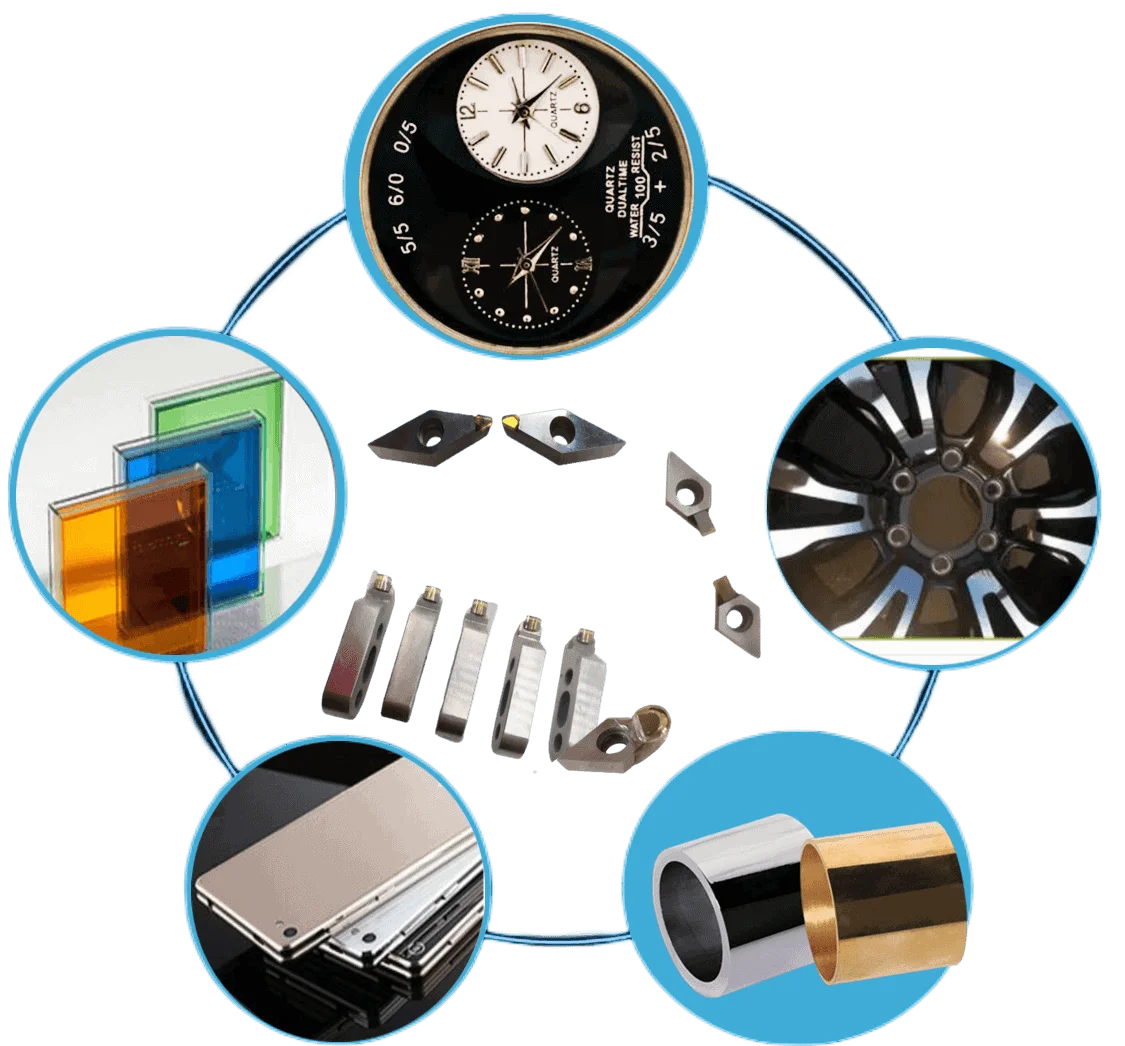 5/5 6/0 0/5
12
QUARTZ
6
XII
QUARTZ
QUARTZ
DUALTIME
WATER 100 RESIST
3/5 + 2/5